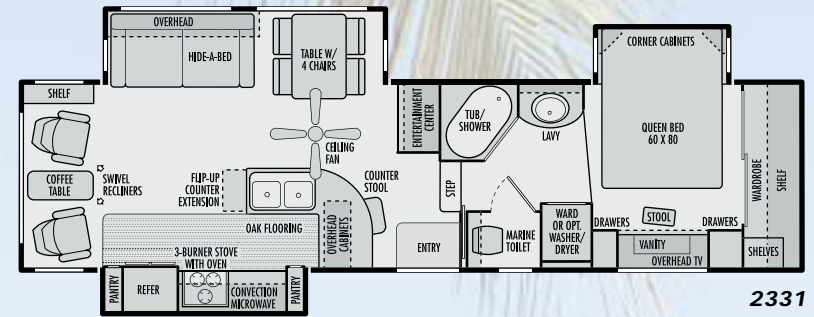 OVERHEAD
HIDE-A-BED
TABLE W/
4 CHAIRS
CORNER CABINETS
SHELF
ENTERTAINMENT
CENTER
TUB/
SHOWER
LAVY
QUEEN BED
60 X 80
CEILING
FAN
COFFEE
TABLE
SWIVEL
RECLINERS
FLIP-UP
COUNTER
EXTENSION
COUNTER
STOOL
STEP
WARDROBE
SHELF
OAK FLOORING
OVERHEAD
CABINETS
ENTRY
MARINE
TOILET
WARD
OR OPT.
WASHER/
DRYER
DRAWERS
STOOL
DRAWERS
VANITY
OVERHEAD TV
SHELVES
3-BURNER STOVE
WITH OVEN
PANTRY
REFER
CONVECTION
MICROWAVE
PANTRY
2331